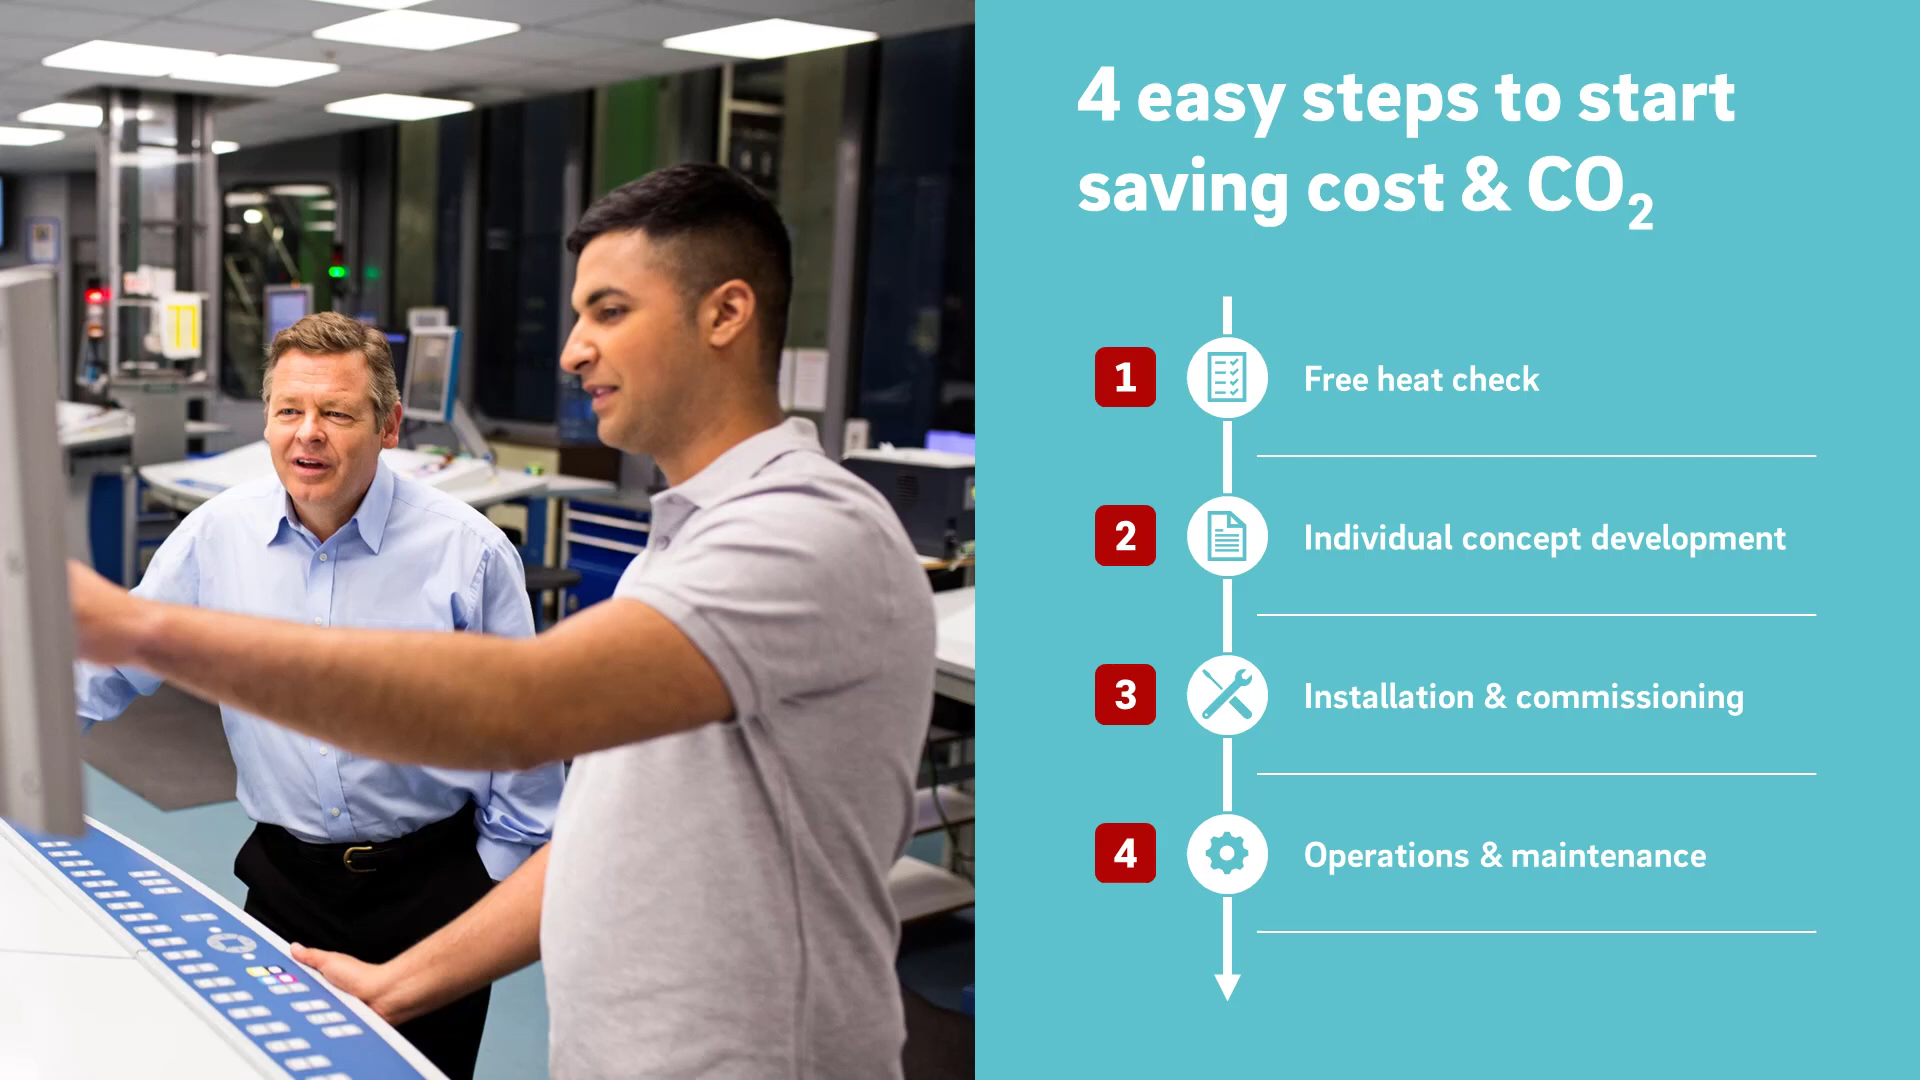 4 easy steps to start
saving cost & CO₂
1 Free heat check
2 Individual concept development
3 Installation & commissioning
4 Operations & maintenance